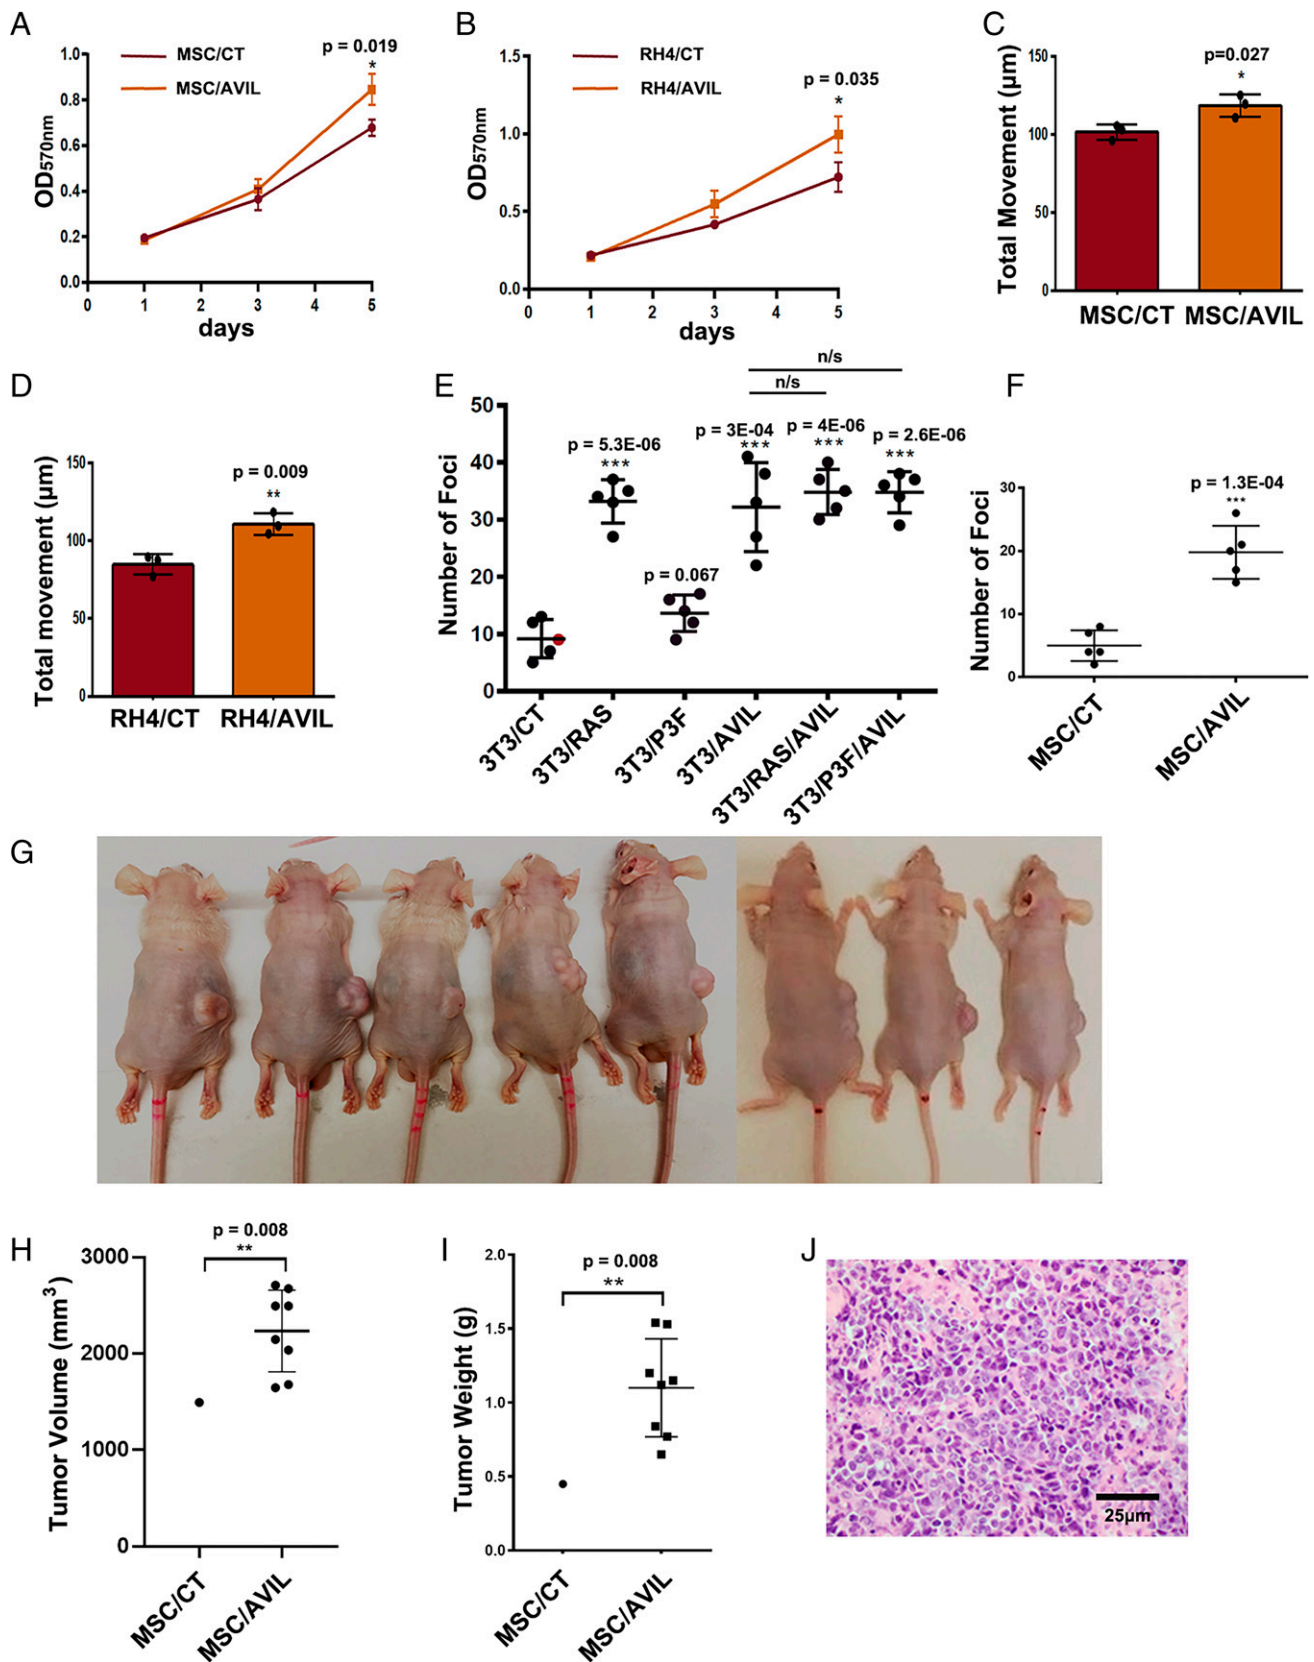 A
MSC/CT
MSC/AVIL
p = 0.019
*
OD570nm
1.0
0.8
0.6
0.4
0.2
0.0
0 1 2 3 4 5
days
B
RH4/CT
RH4/AVIL
p = 0.035
*
OD570nm
1.5
1.0
0.5
0.0
0 1 2 3 4 5
days
C
p=0.027
*
Total Movement (µm)
150
100
50
0
MSC/CT MSC/AVIL
D
p = 0.009
**
Total movement (µm)
150
100
50
0
RH4/CT RH4/AVIL
E
n/s
n/s
p = 5.3E-06
***
p = 0.067
p = 3E-04
***
p = 4E-06
***
p = 2.6E-06
***
Number of Foci
50
40
30
20
10
0
3T3/CT
3T3/RAS
3T3/P3F
3T3/AVIL
3T3/RAS/AVIL
3T3/P3F/AVIL
F
p = 1.3E-04
***
Number of Foci
30
20
10
0
MSC/CT
MSC/AVIL
G
H
p = 0.008
**
Tumor Volume (mm3)
3000
2000
1000
0
MSC/CT
MSC/AVIL
I
p = 0.008
**
Tumor Weight (g)
2.0
1.5
1.0
0.5
0.0
MSC/CT
MSC/AVIL
J
25µm